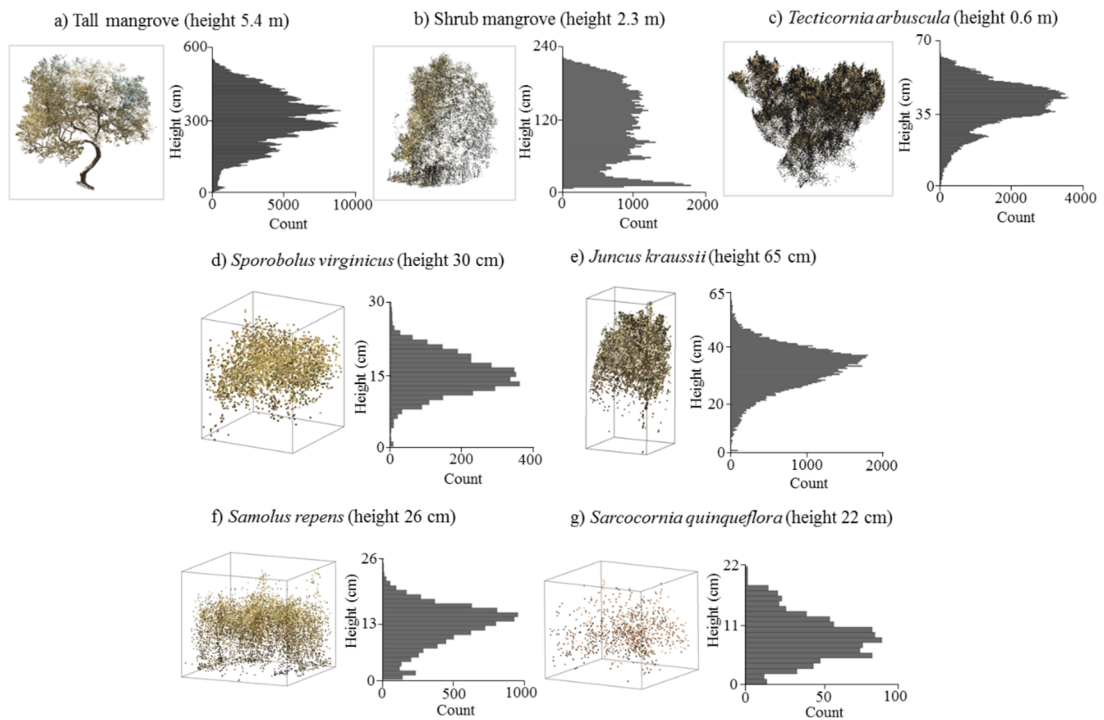 a) Tall mangrove (height 5.4 m)
b) Shrub mangrove (height 2.3 m)
c) Tecticornia arbuscula (height 0.6 m)
600
300
0
Height (cm)
0
5000
10000
Count
240
120
0
Height (cm)
0
1000
2000
Count
70
35
0
Height (cm)
0
2000
4000
Count
d) Sporobolus virginicus (height 30 cm)
e) Juncus kraussii (height 65 cm)
30
15
0
Height (cm)
0
200
400
Count
65
40
20
0
Height (cm)
0
1000
2000
Count
f) Samolus repens (height 26 cm)
g) Sarcocornia quinqueflora (height 22 cm)
26
13
0
Height (cm)
0
500
1000
Count
22
11
0
Height (cm)
0
50
100
Count